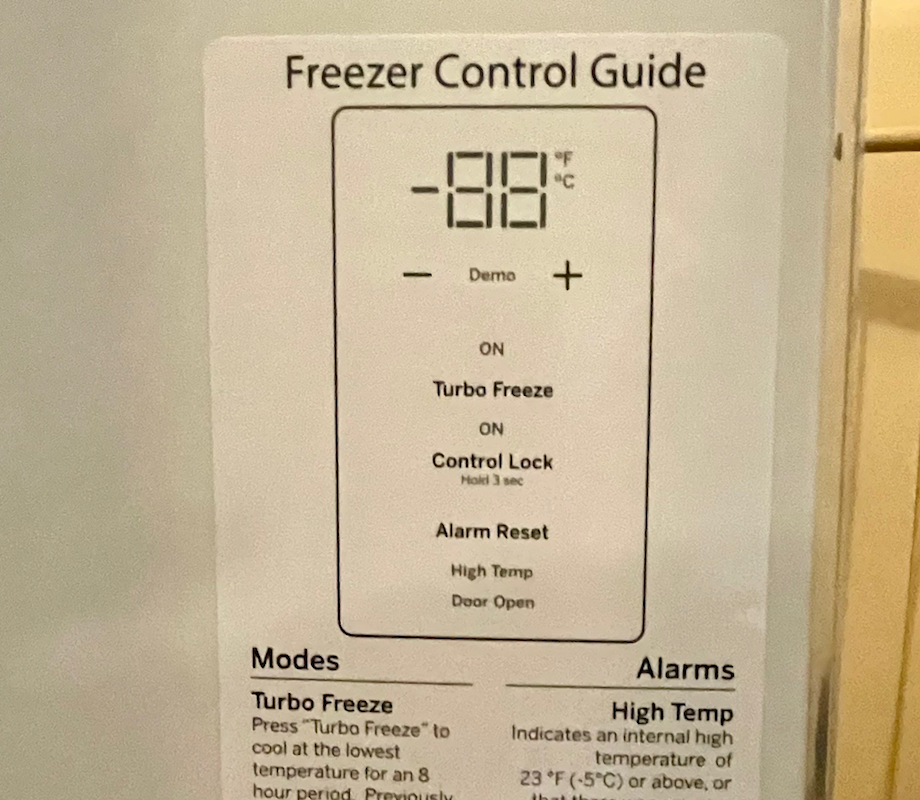 Freezer Control Guide
-88 °F
°C
− Demo +
ON
Turbo Freeze
ON
Control Lock
Hold 3 sec
Alarm Reset
High Temp
Door Open
Modes
Turbo Freeze
Press "Turbo Freeze" to
cool at the lowest
temperature for an 8
hour period. Previously
Alarms
High Temp
Indicates an internal high
temperature of
23 °F (-5°C) or above, or